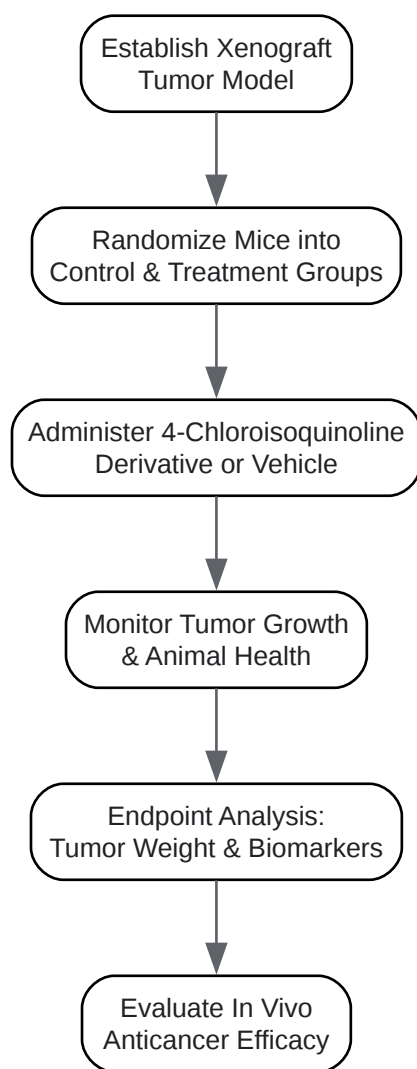 Establish Xenograft
Tumor Model
Randomize Mice into
Control & Treatment Groups
Administer 4-Chloroisoquinoline
Derivative or Vehicle
Monitor Tumor Growth
& Animal Health
Endpoint Analysis:
Tumor Weight & Biomarkers
Evaluate In Vivo
Anticancer Efficacy